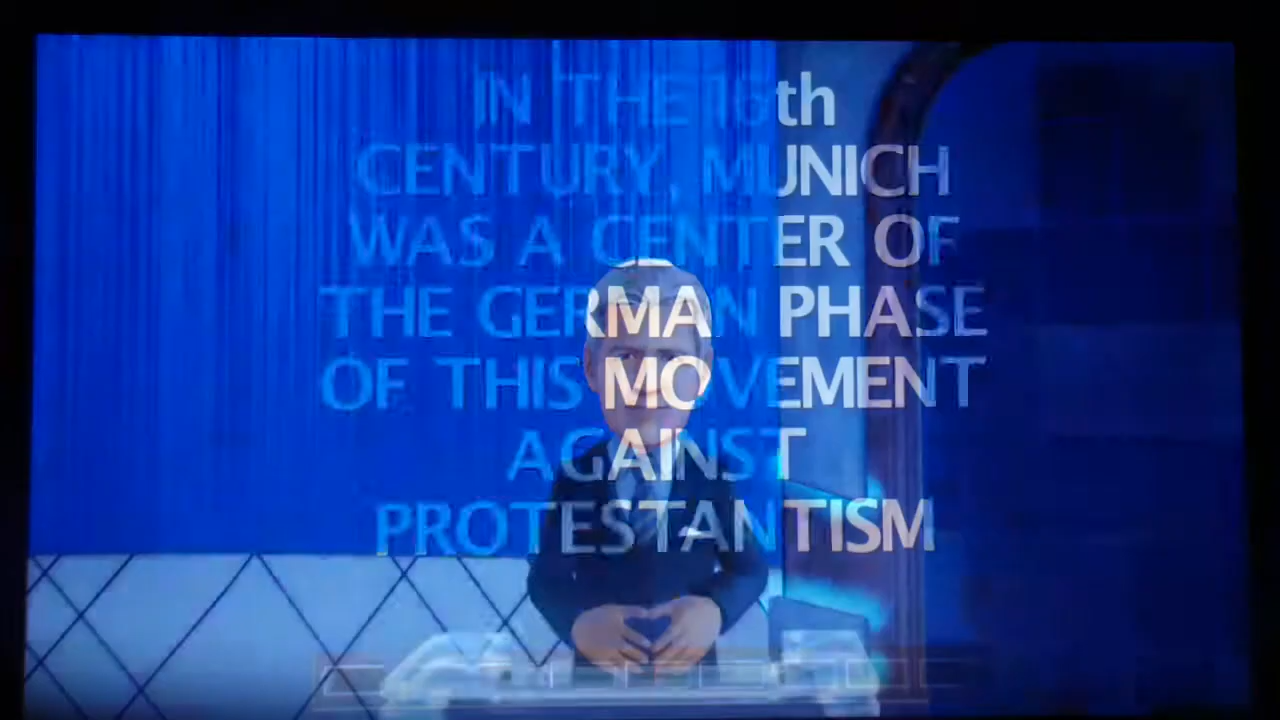 IN THE 16th
CENTURY, MUNICH
WAS A CENTER OF
THE GERMAN PHASE
OF THIS MOVEMENT
AGAINST
PROTESTANTISM